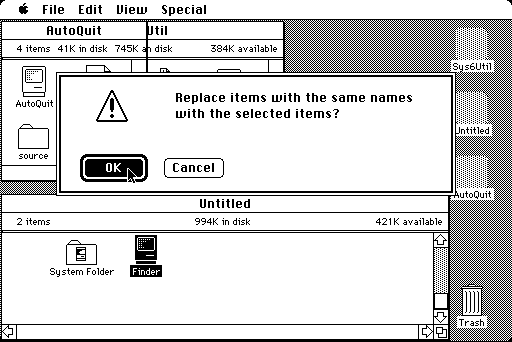 File Edit View Special
AutoQuit
Util
4 items 41K in disk 745K
in disk 384K available
AutoQuit
source
Replace items with the same names
with the selected items?
OK
Cancel
Sys6Util
Untitled
AutoQuit
Untitled
2 items 994K in disk 421K available
System Folder
Finder
Trash